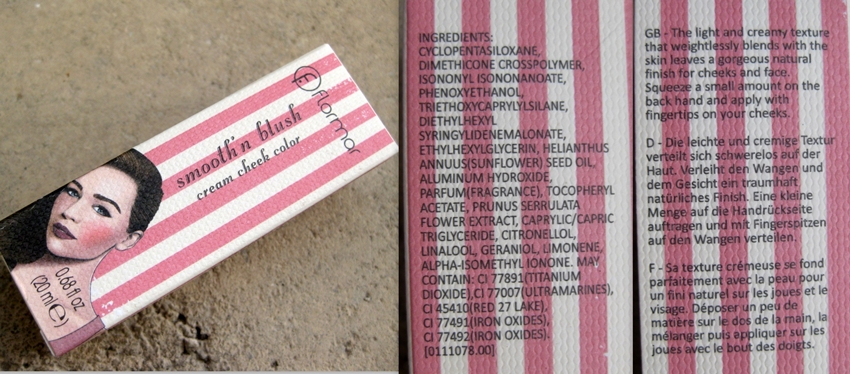 flormar
smooth'n blush
cream cheek color
0.68 fl oz
(20 ml e)
INGREDIENTS:
CYCLOPENTASILOXANE,
DIMETHICONE CROSSPOLYMER,
ISONONYL ISONONANOATE,
PHENOXYETHANOL,
TRIETHOXYCAPRYLYLSILANE,
DIETHYLHEXYL
SYRINGYLIDENEMALONATE,
ETHYLHEXYLGLYCERIN, HELIANTHUS
ANNUUS(SUNFLOWER) SEED OIL,
ALUMINUM HYDROXIDE,
PARFUM(FRAGRANCE), TOCOPHERYL
ACETATE, PRUNUS SERRULATA
FLOWER EXTRACT, CAPRYLIC/CAPRIC
TRIGLYCERIDE, CITRONELLOL,
LINALOOL, GERANIOL, LIMONENE,
ALPHA-ISOMETHYL IONONE. MAY
CONTAIN: CI 77891(TITANIUM
DIOXIDE),CI 77007(ULTRAMARINES),
CI 45410(RED 27 LAKE),
CI 77491(IRON OXIDES),
CI 77492(IRON OXIDES).
[0111078.00]
GB - The light and creamy texture
that weightlessly blends with the
skin leaves a gorgeous natural
finish for cheeks and face.
Squeeze a small amount on the
back hand and apply with
fingertips on your cheeks.
D - Die leichte und cremige Textur
verteilt sich schwerelos auf der
Haut. Verleiht den Wangen und
dem Gesicht ein traumhaft
natürliches Finish. Eine kleine
Menge auf die Handrückseite
auftragen und mit Fingerspitzen
auf den Wangen verteilen.
F - Sa texture crémeuse se fond
parfaitement avec la peau pour
un fini naturel sur les joues et le
visage. Déposer un peu de
matière sur le dos de la main, la
mélanger puis appliquer sur les
joues avec le bout des doigts.